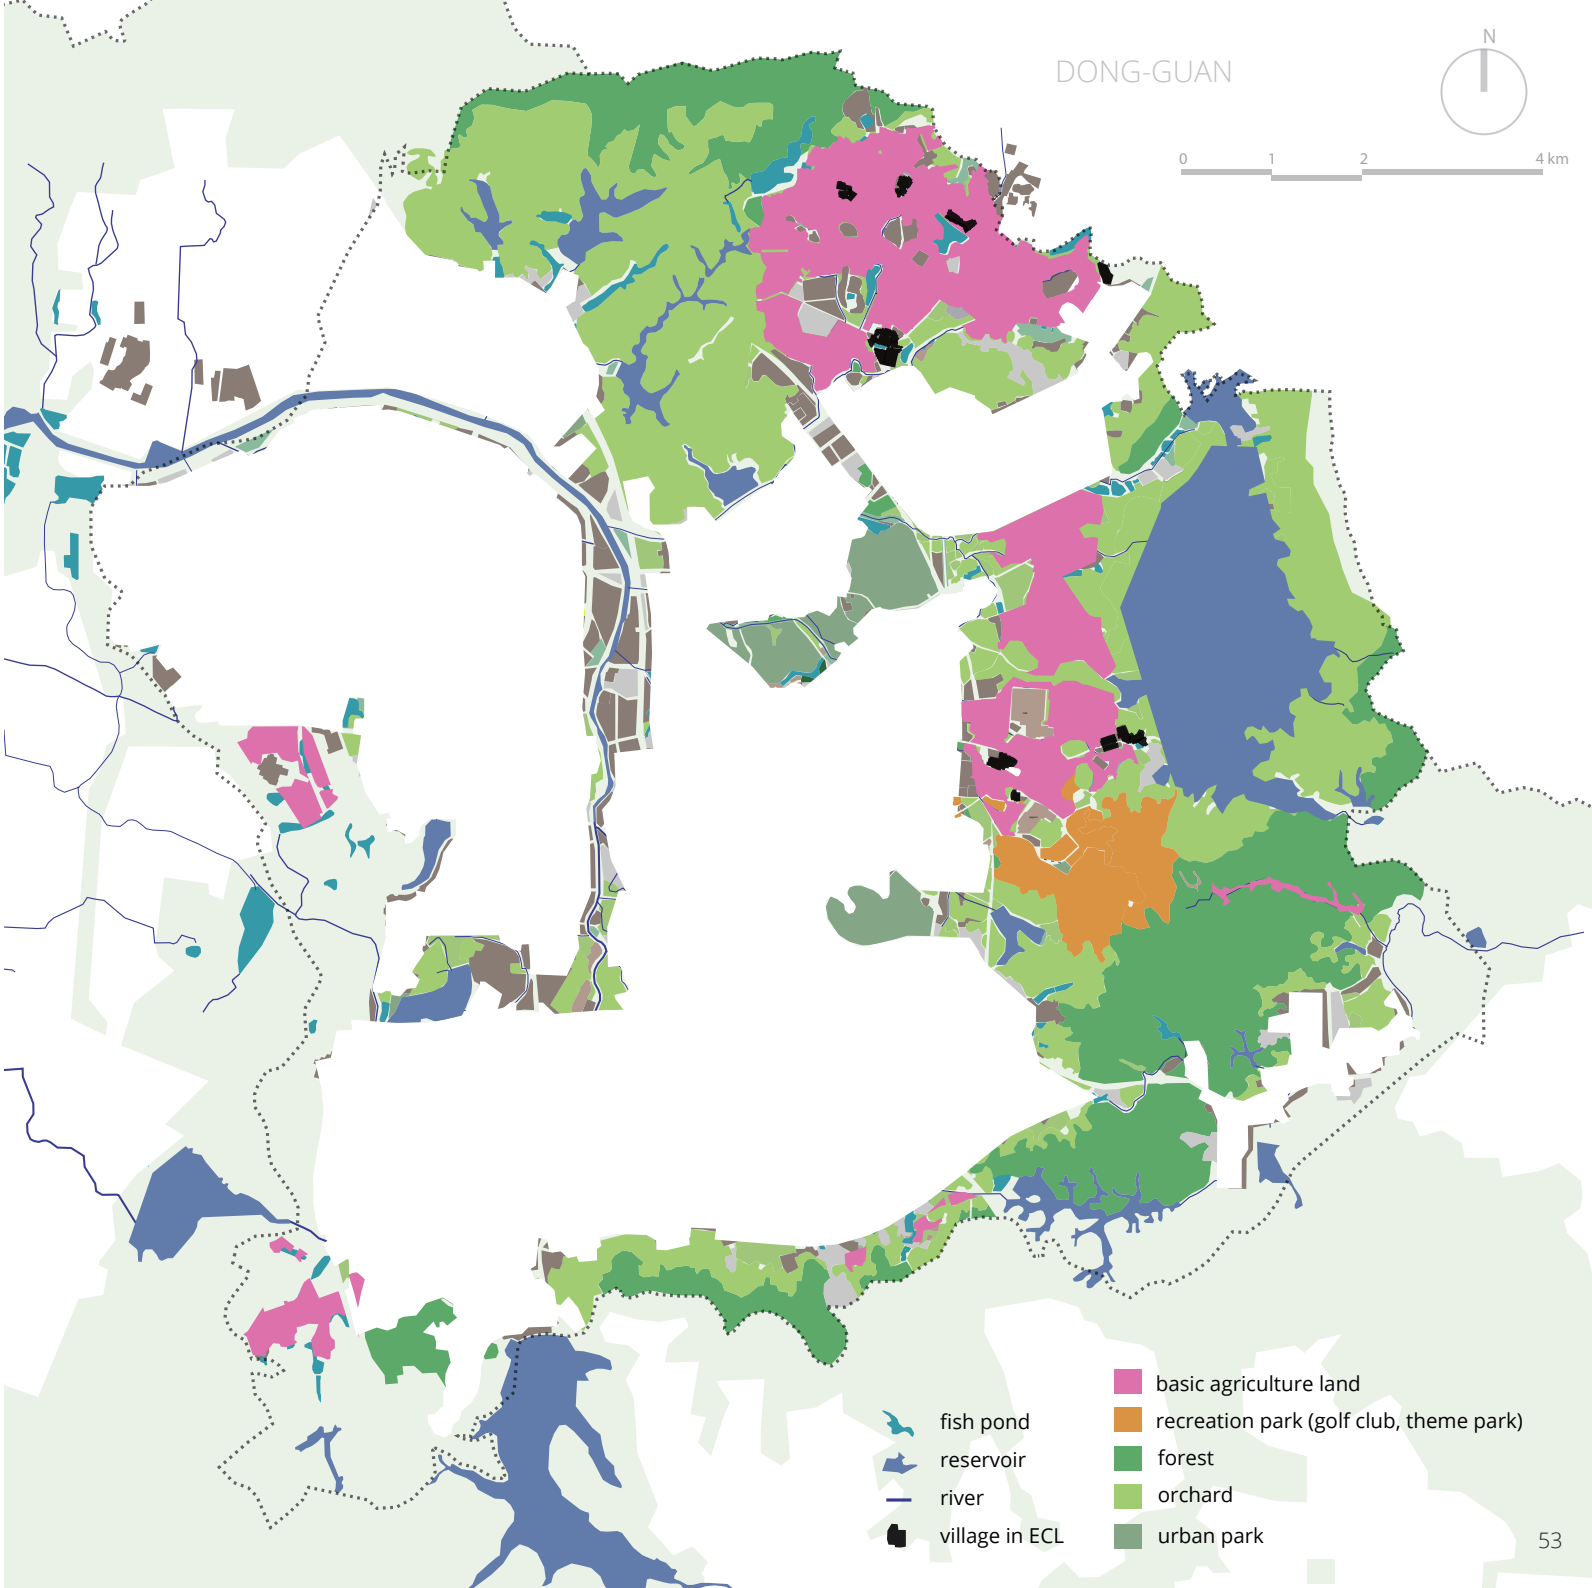 DONG-GUAN
N
0 1 2 4 km
basic agriculture land
fish pond
recreation park (golf club, theme park)
reservoir
forest
river
orchard
village in ECL
urban park
53